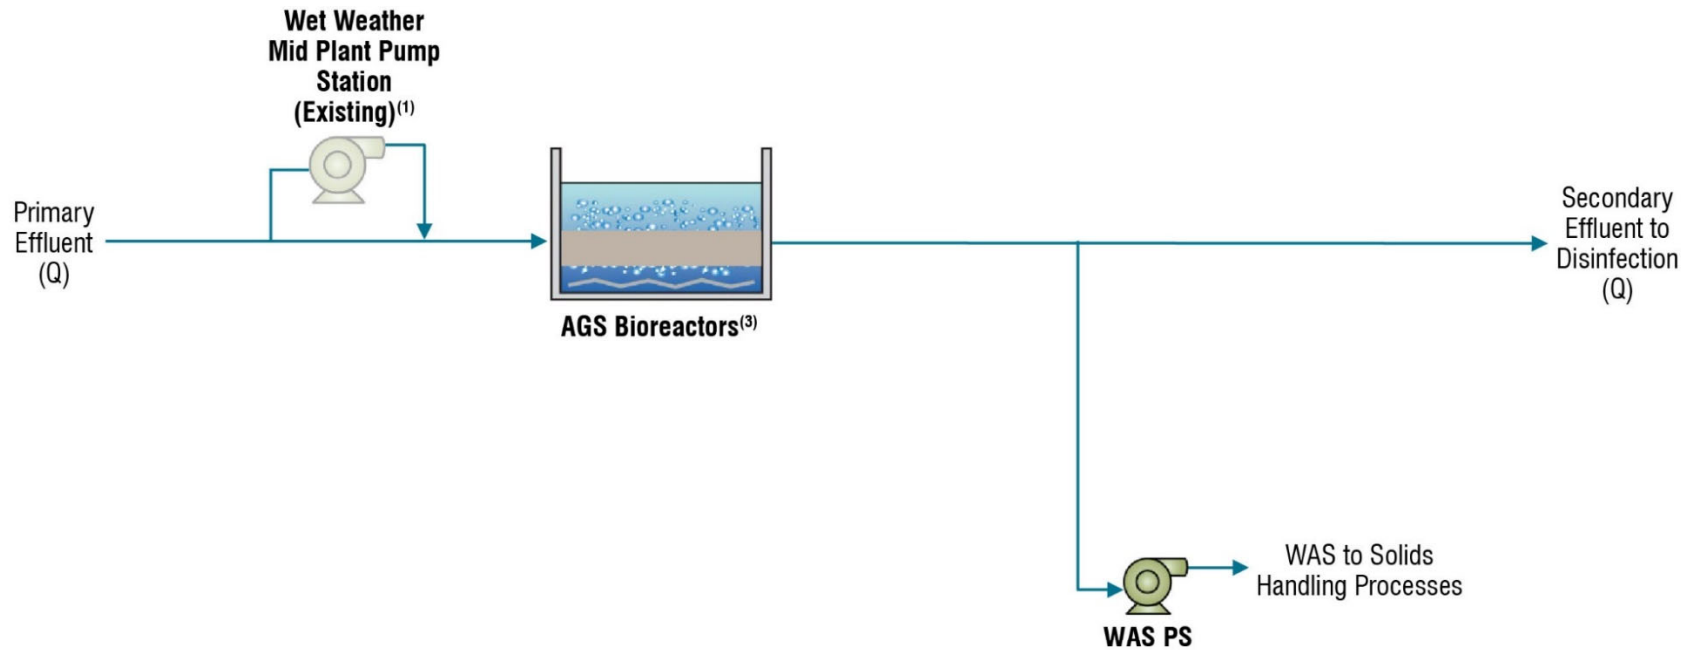 Wet Weather
Mid Plant Pump
Station
(Existing)(1)
Primary
Effluent
(Q)
AGS Bioreactors(3)
Secondary
Effluent to
Disinfection
(Q)
WAS to Solids
Handling Processes
WAS PS